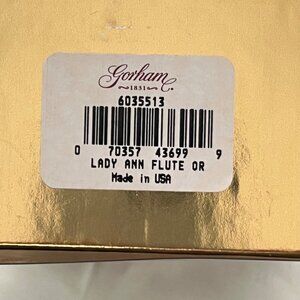 Gorham
1831
6035513
0 70357 43699 9
LADY ANN FLUTE OR
Made in USA